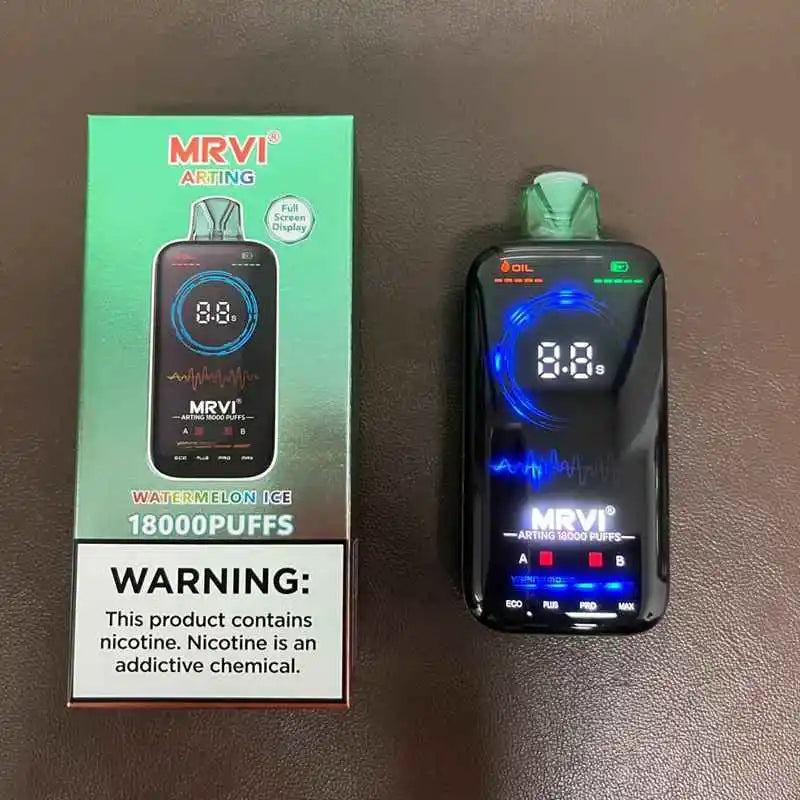 MRVI®
ARTING
Full
Screen
Display
OIL
8.8s
MRVI®
ARTING 18000 PUFFS
A B
ECO PLUS PRO MAX
WATERMELON ICE
18000PUFFS
WARNING:
This product contains
nicotine. Nicotine is an
addictive chemical.
OIL
8.8s
MRVI®
ARTING 18000 PUFFS
A B
ECO PLUS PRO MAX